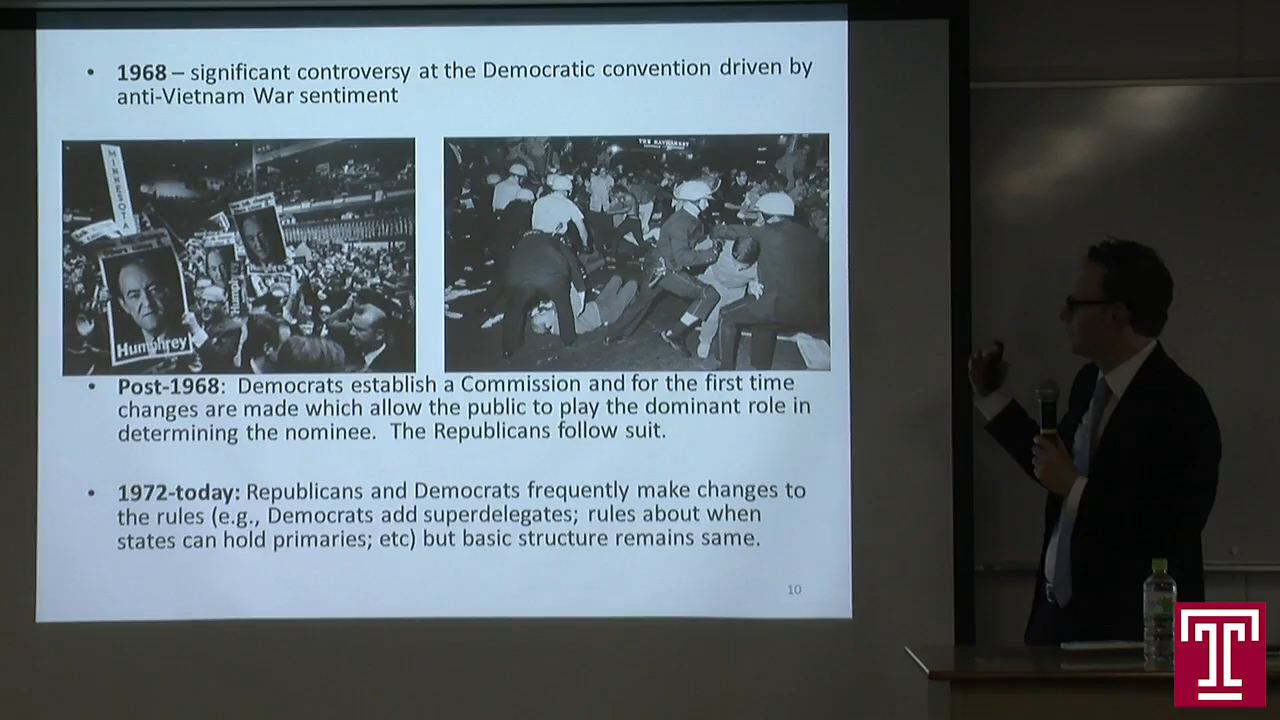 • 1968 – significant controversy at the Democratic convention driven by
anti-Vietnam War sentiment
MINNESOTA
THE HAYMARKET
Humphrey
Humphrey
• Post-1968: Democrats establish a Commission and for the first time
changes are made which allow the public to play the dominant role in
determining the nominee. The Republicans follow suit.
• 1972-today: Republicans and Democrats frequently make changes to
the rules (e.g., Democrats add superdelegates; rules about when
states can hold primaries; etc) but basic structure remains same.
10
T